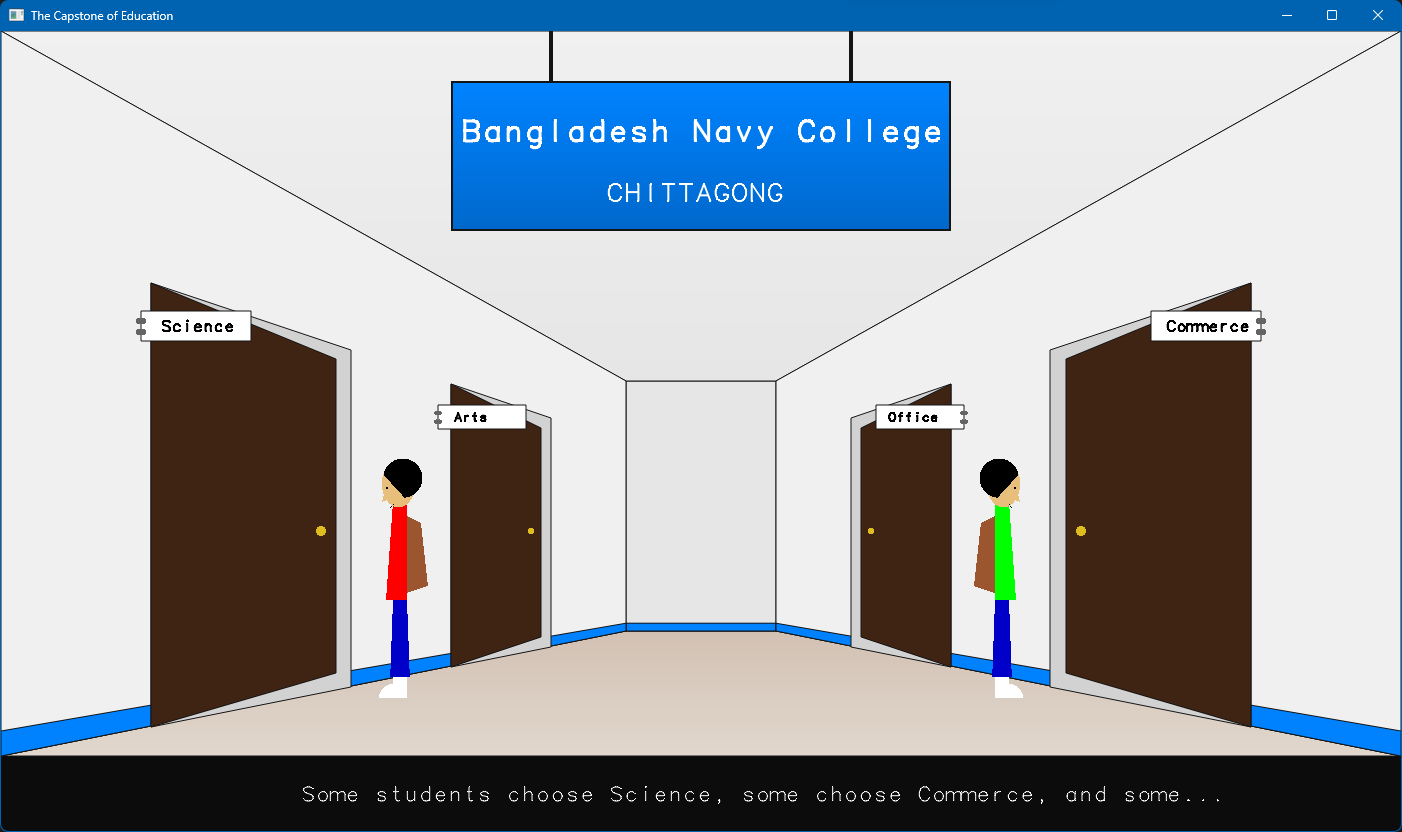 The Capstone of Education
Bangladesh Navy College
CHITTAGONG
Science
Commerce
Arts
Office
Some students choose Science, some choose Commerce, and some...